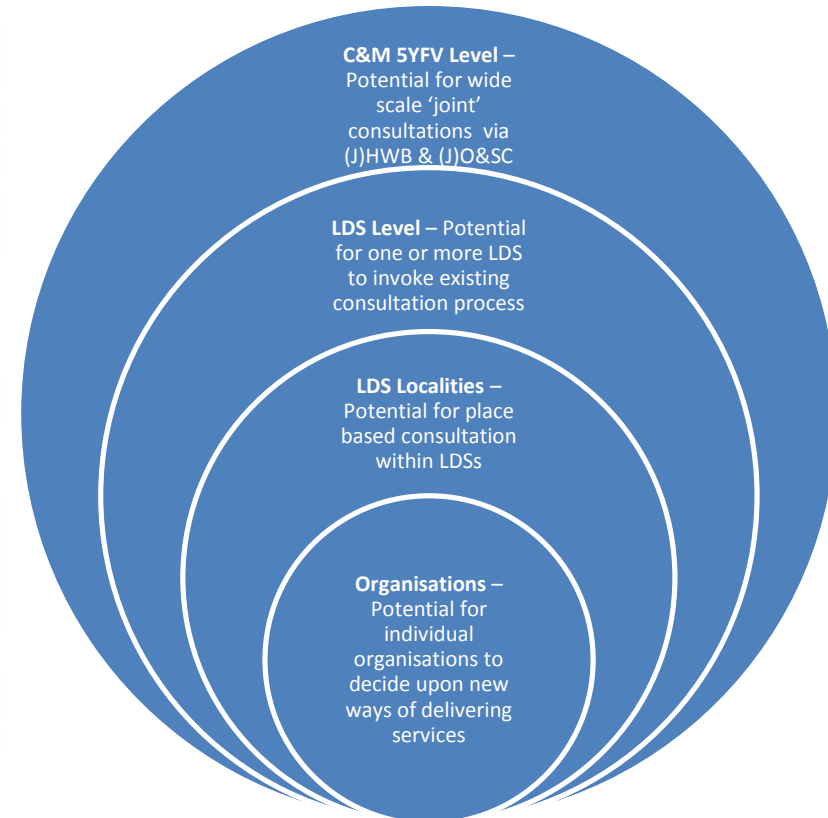 C&M 5YFV Level –
Potential for wide
scale ‘joint’
consultations via
(J)HWB & (J)O&SC
LDS Level – Potential
for one or more LDS
to invoke existing
consultation process
LDS Localities –
Potential for place
based consultation
within LDSs
Organisations –
Potential for
individual
organisations to
decide upon new
ways of delivering
services